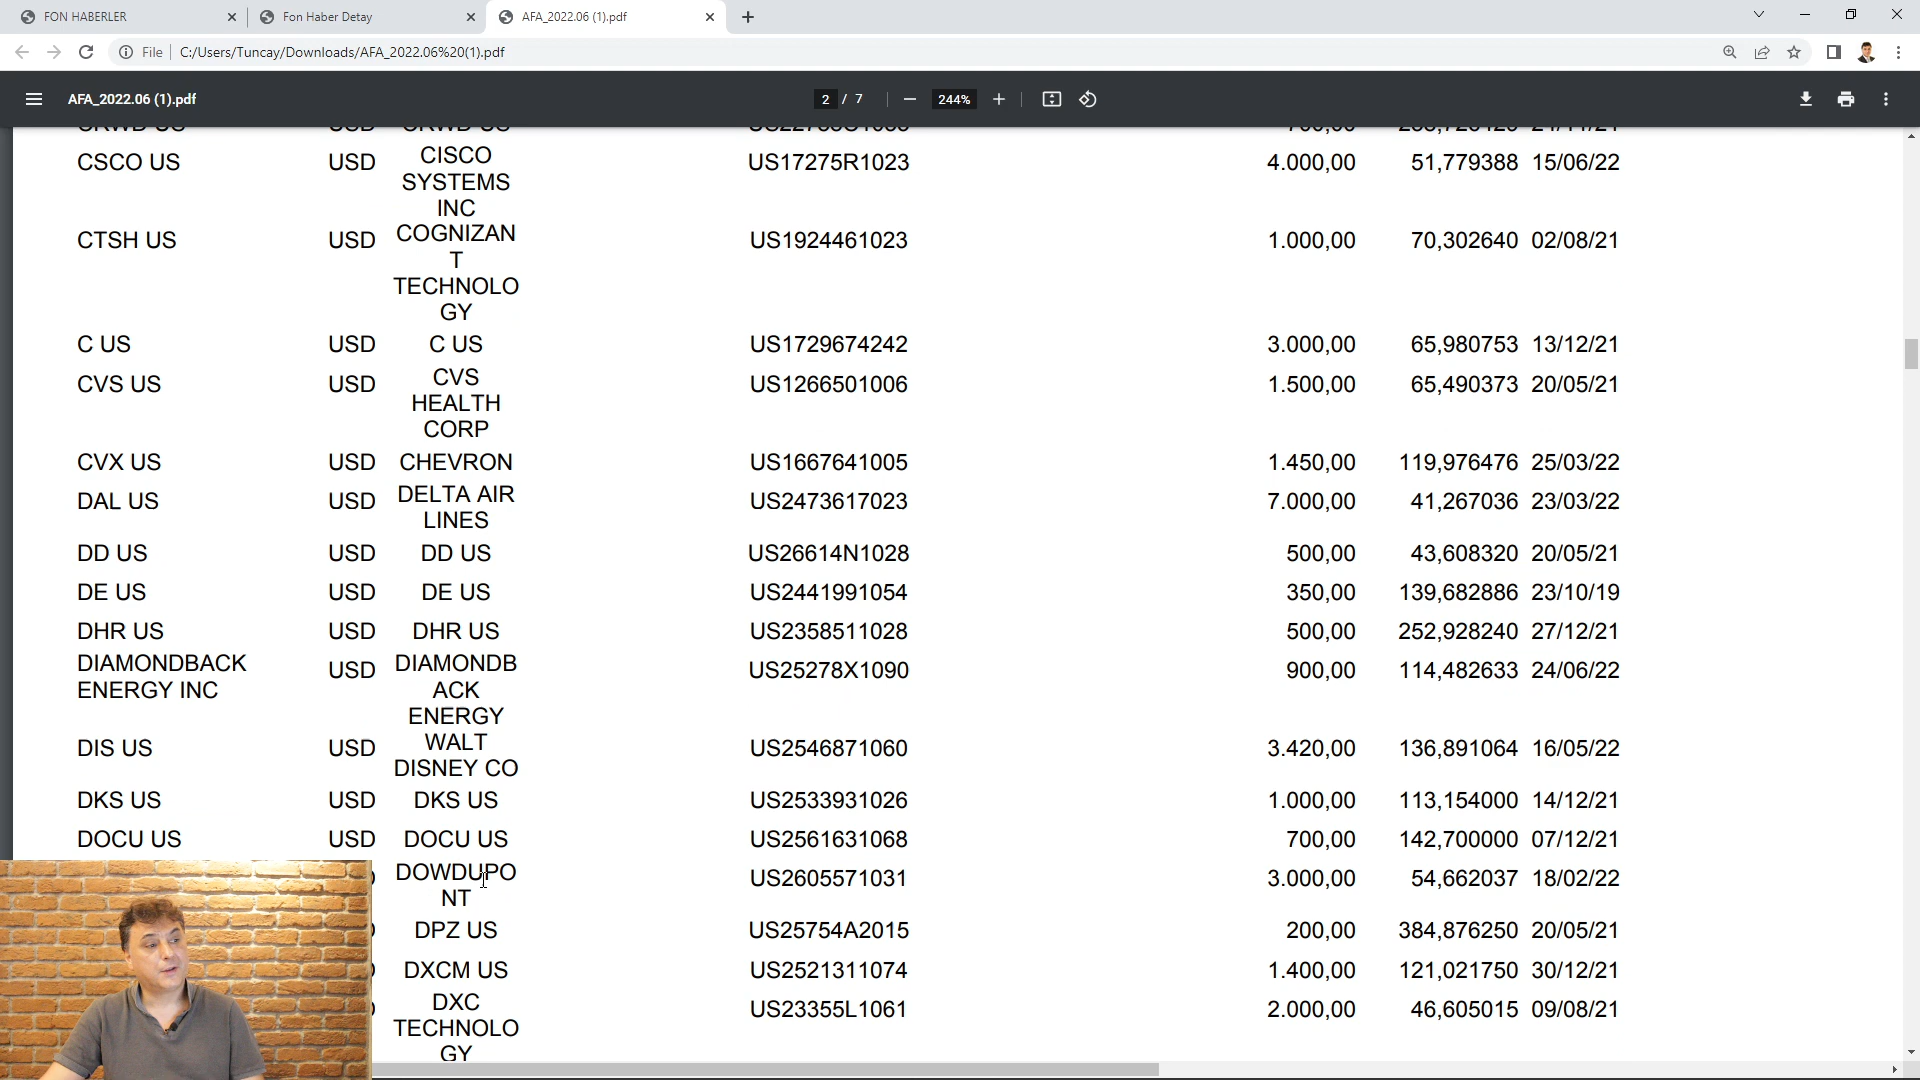 FON HABERLER
Fon Haber Detay
AFA_2022.06 (1).pdf
File
C:/Users/Tuncay/Downloads/AFA_2022.06%20(1).pdf
AFA_2022.06 (1).pdf
2 / 7
244%
CSCO US USD CISCO SYSTEMS INC US17275R1023 4.000,00 51,779388 15/06/22
CTSH US USD COGNIZAN T TECHNOLO GY US1924461023 1.000,00 70,302640 02/08/21
C US USD C US US1729674242 3.000,00 65,980753 13/12/21
CVS US USD CVS HEALTH CORP US1266501006 1.500,00 65,490373 20/05/21
CVX US USD CHEVRON US1667641005 1.450,00 119,976476 25/03/22
DAL US USD DELTA AIR LINES US2473617023 7.000,00 41,267036 23/03/22
DD US USD DD US US26614N1028 500,00 43,608320 20/05/21
DE US USD DE US US2441991054 350,00 139,682886 23/10/19
DHR US USD DHR US US2358511028 500,00 252,928240 27/12/21
DIAMONDBACK ENERGY INC USD DIAMONDB ACK ENERGY US25278X1090 900,00 114,482633 24/06/22
DIS US USD WALT DISNEY CO US2546871060 3.420,00 136,891064 16/05/22
DKS US USD DKS US US2533931026 1.000,00 113,154000 14/12/21
DOCU US USD DOCU US US2561631068 700,00 142,700000 07/12/21
DOWDUPO NT US2605571031 3.000,00 54,662037 18/02/22
DPZ US US25754A2015 200,00 384,876250 20/05/21
DXCM US US2521311074 1.400,00 121,021750 30/12/21
DXC TECHNOLO GY US23355L1061 2.000,00 46,605015 09/08/21